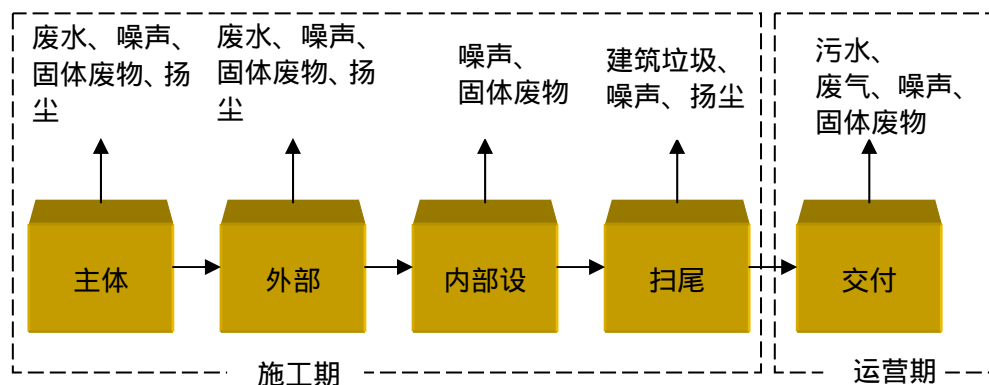 废水、噪声、
固体废物、扬
尘
废水、噪声、
固体废物、扬
尘
噪声、
固体废物
建筑垃圾、
噪声、扬尘
污水、
废气、噪声、
固体废物
主体
外部
内部设
扫尾
交付
施工期
运营期